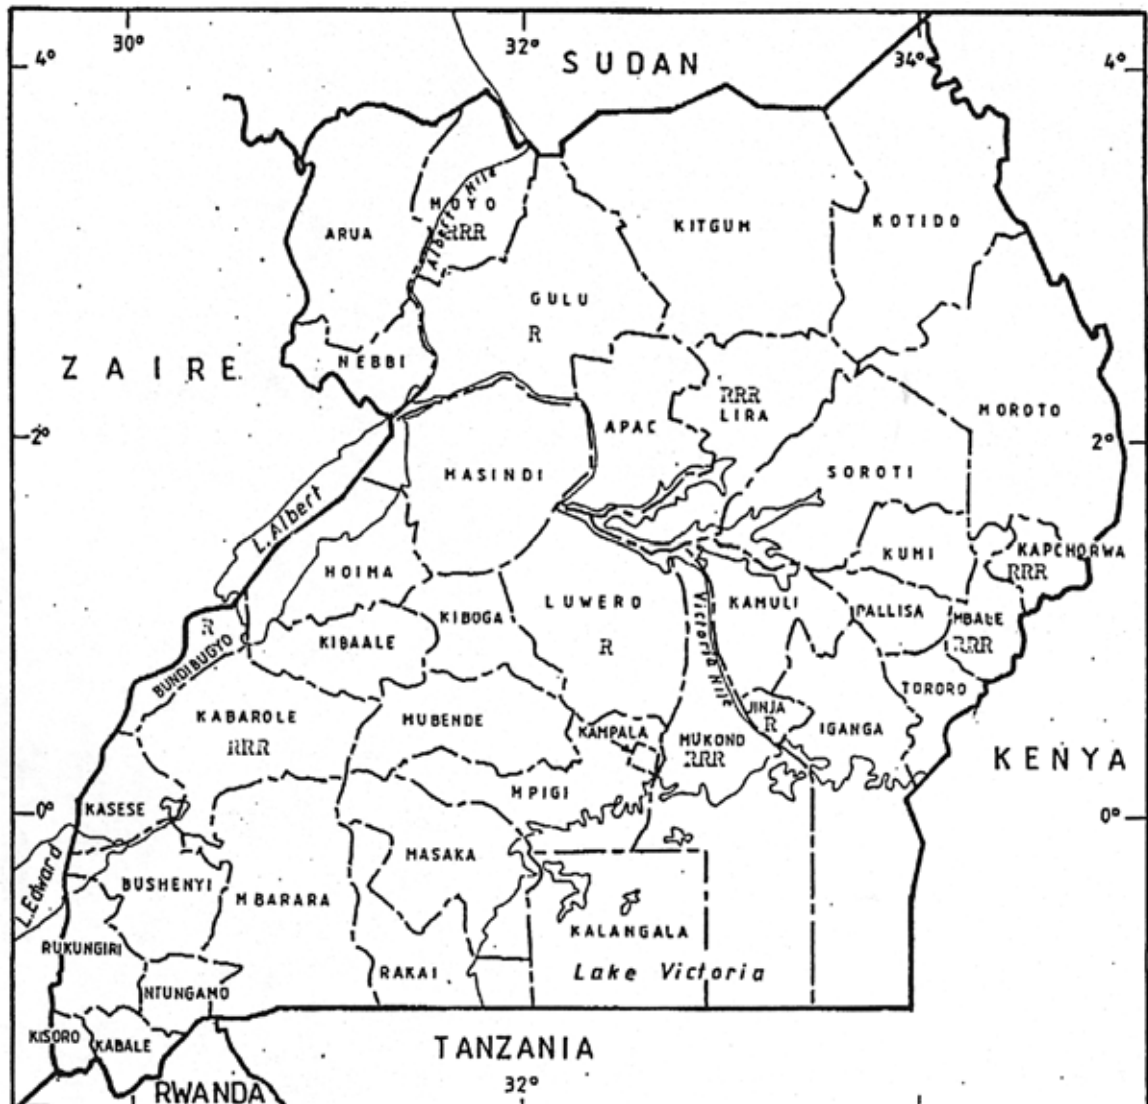 30°
32°
34°
4°
4°
SUDAN
MOYO
Albert Nile
RRR
ARUA
KITGUM
KOTIDO
GULU
R
ZAIRE
NEBBI
RRR
LIRA
APAC
MOROTO
2°
2°
MASINDI
SOROTI
L. Albert
KUMI
KAPCHORWA
RRR
HOIMA
LUWERO
R
KAMULI
PALLISA
MBALE
RRR
KIBOGA
KIBAALE
Victoria Nile
R
BUNDIBUGYO
TORORO
KABAROLE
RRR
MUBENDE
KAMPALA
MUKONO
RRR
JINJA
R
IGANGA
KENYA
MPIGI
KASESE
0°
0°
MASAKA
L. Edward
BUSHENYI
MBARARA
KALANGALA
Lake Victoria
RUKUNGIRI
RAKAI
NTUNGAMO
KISORO
KABALE
TANZANIA
RWANDA
32°